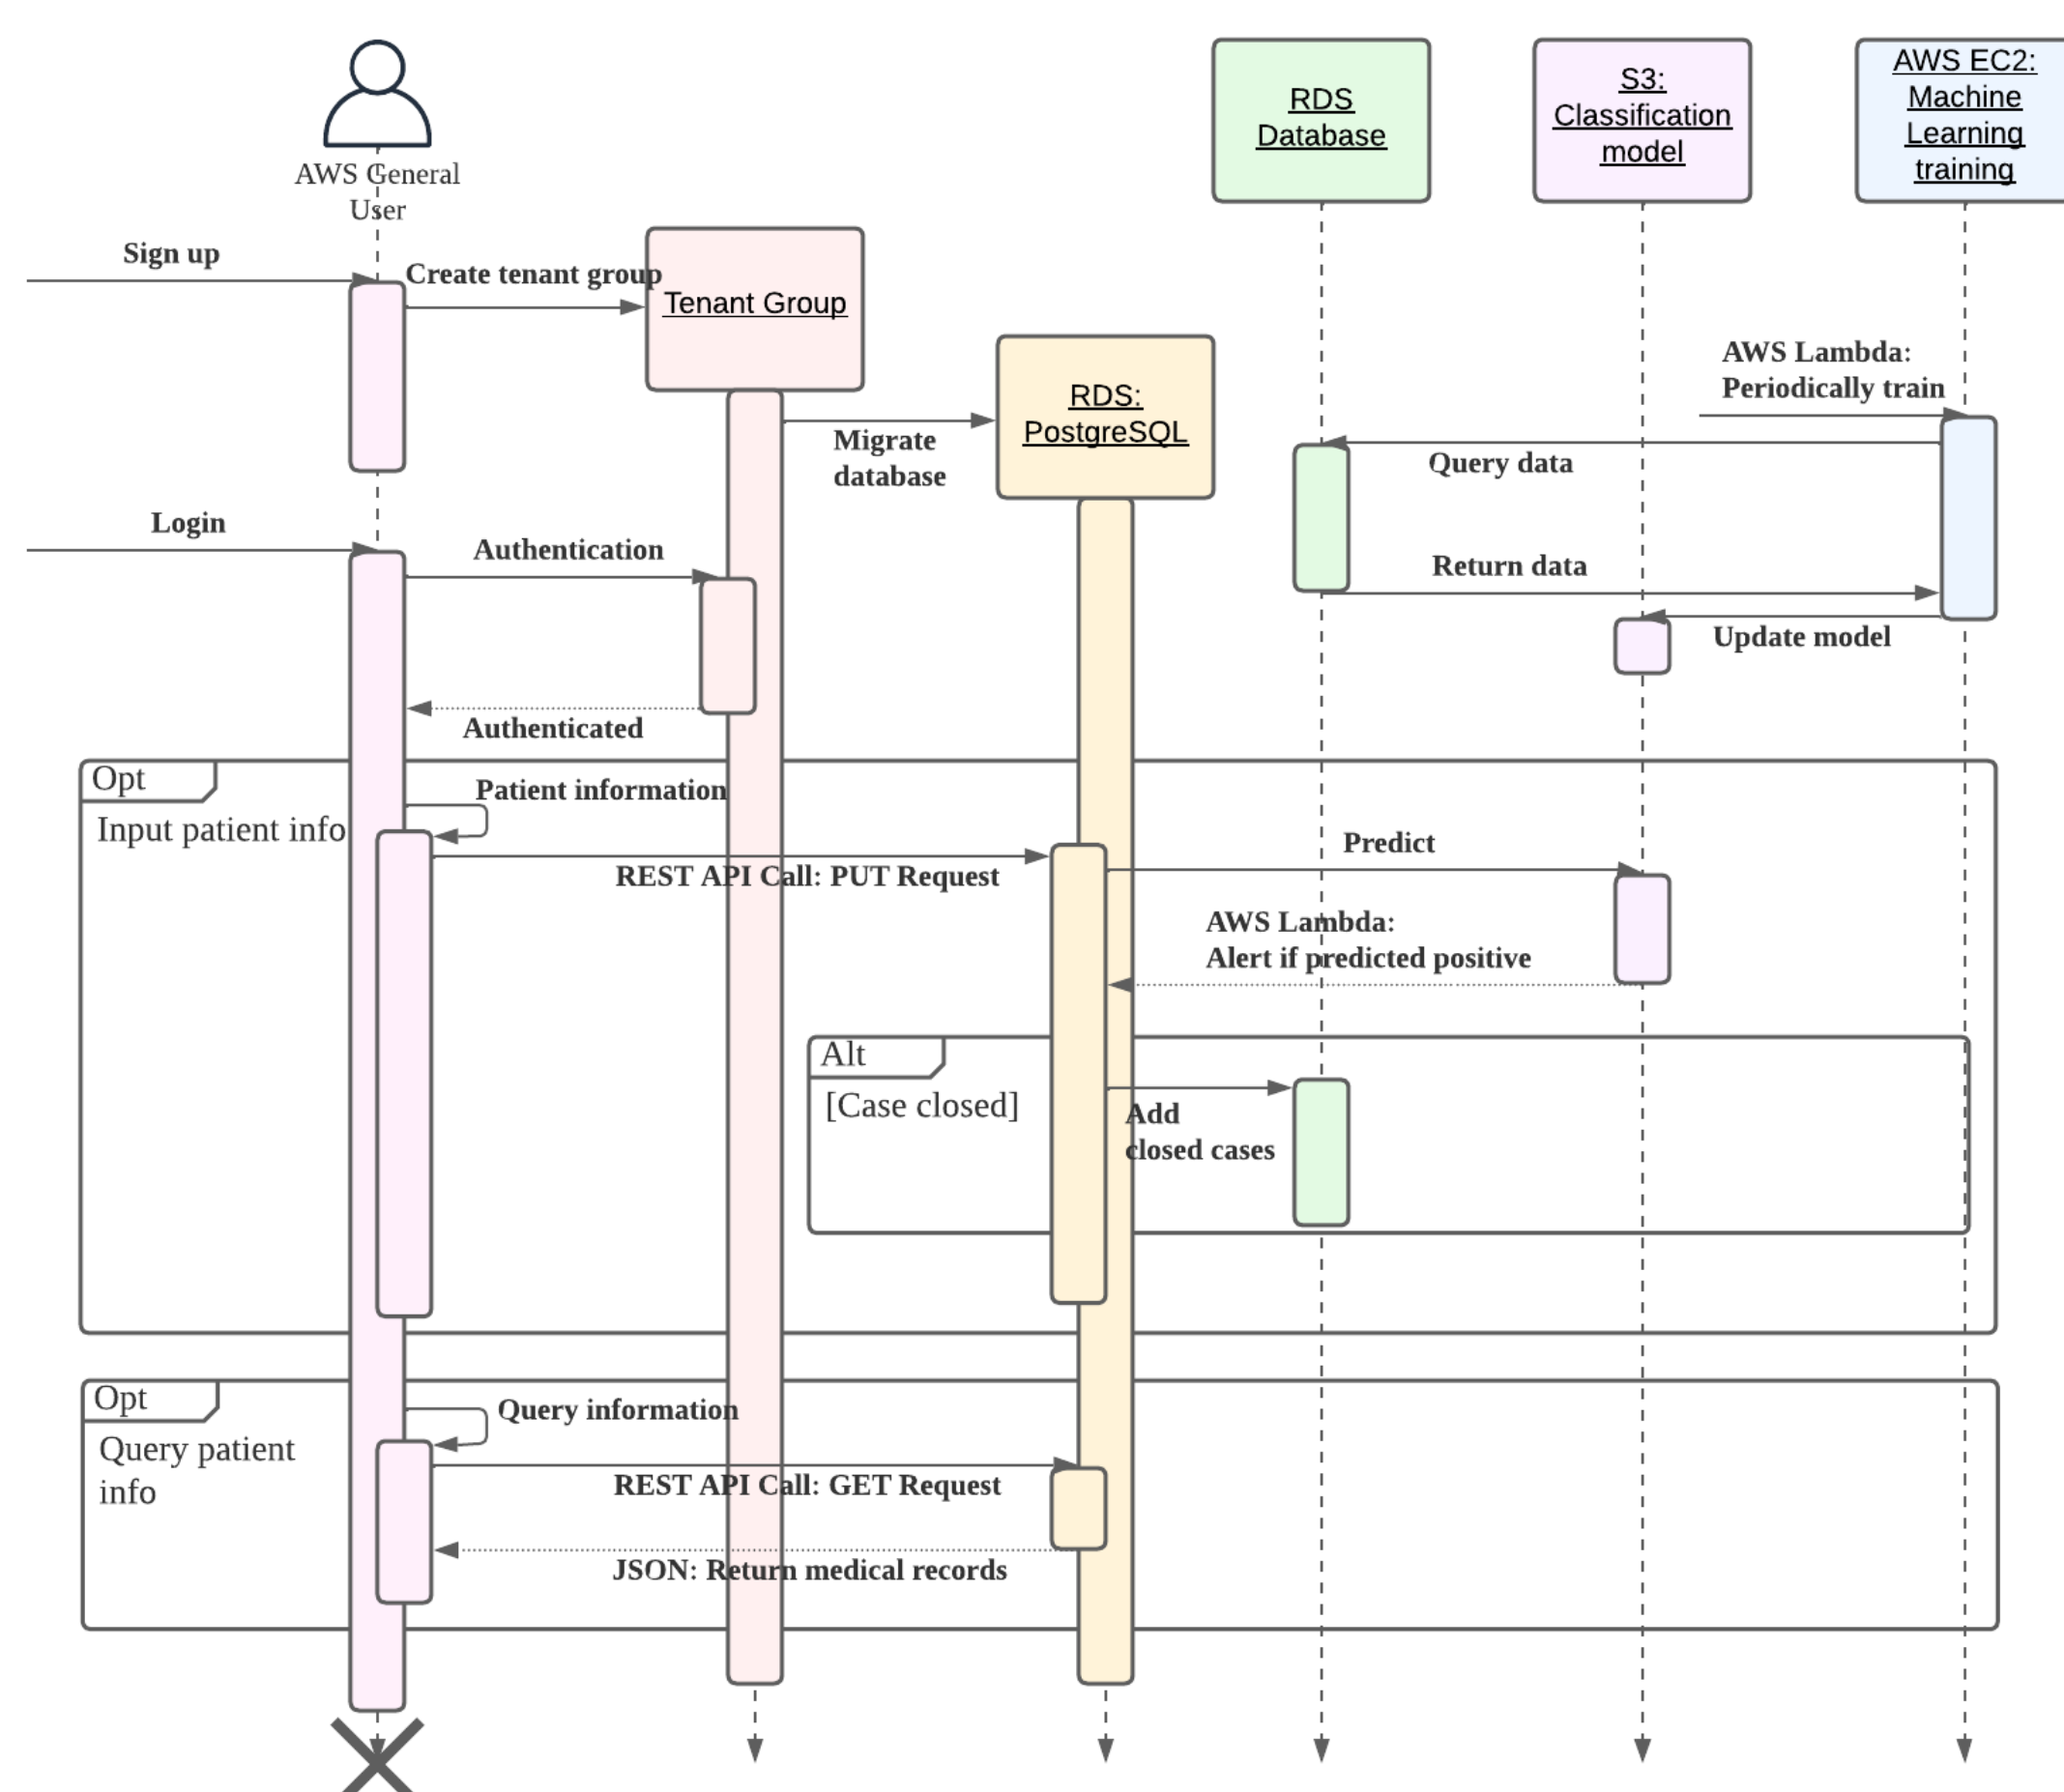 RDS
Database
S3:
Classification
model
AWS EC2:
Machine
Learning
training
AWS General
User
Sign up
Create tenant group
Tenant Group
RDS:
PostgreSQL
Migrate
database
AWS Lambda:
Periodically train
Query data
Login
Authentication
Return data
Update model
Authenticated
Opt
Input patient info
Patient information
REST API Call: PUT Request
Predict
AWS Lambda:
Alert if predicted positive
Alt
[Case closed]
Add
closed cases
Opt
Query patient
info
Query information
REST API Call: GET Request
JSON: Return medical records